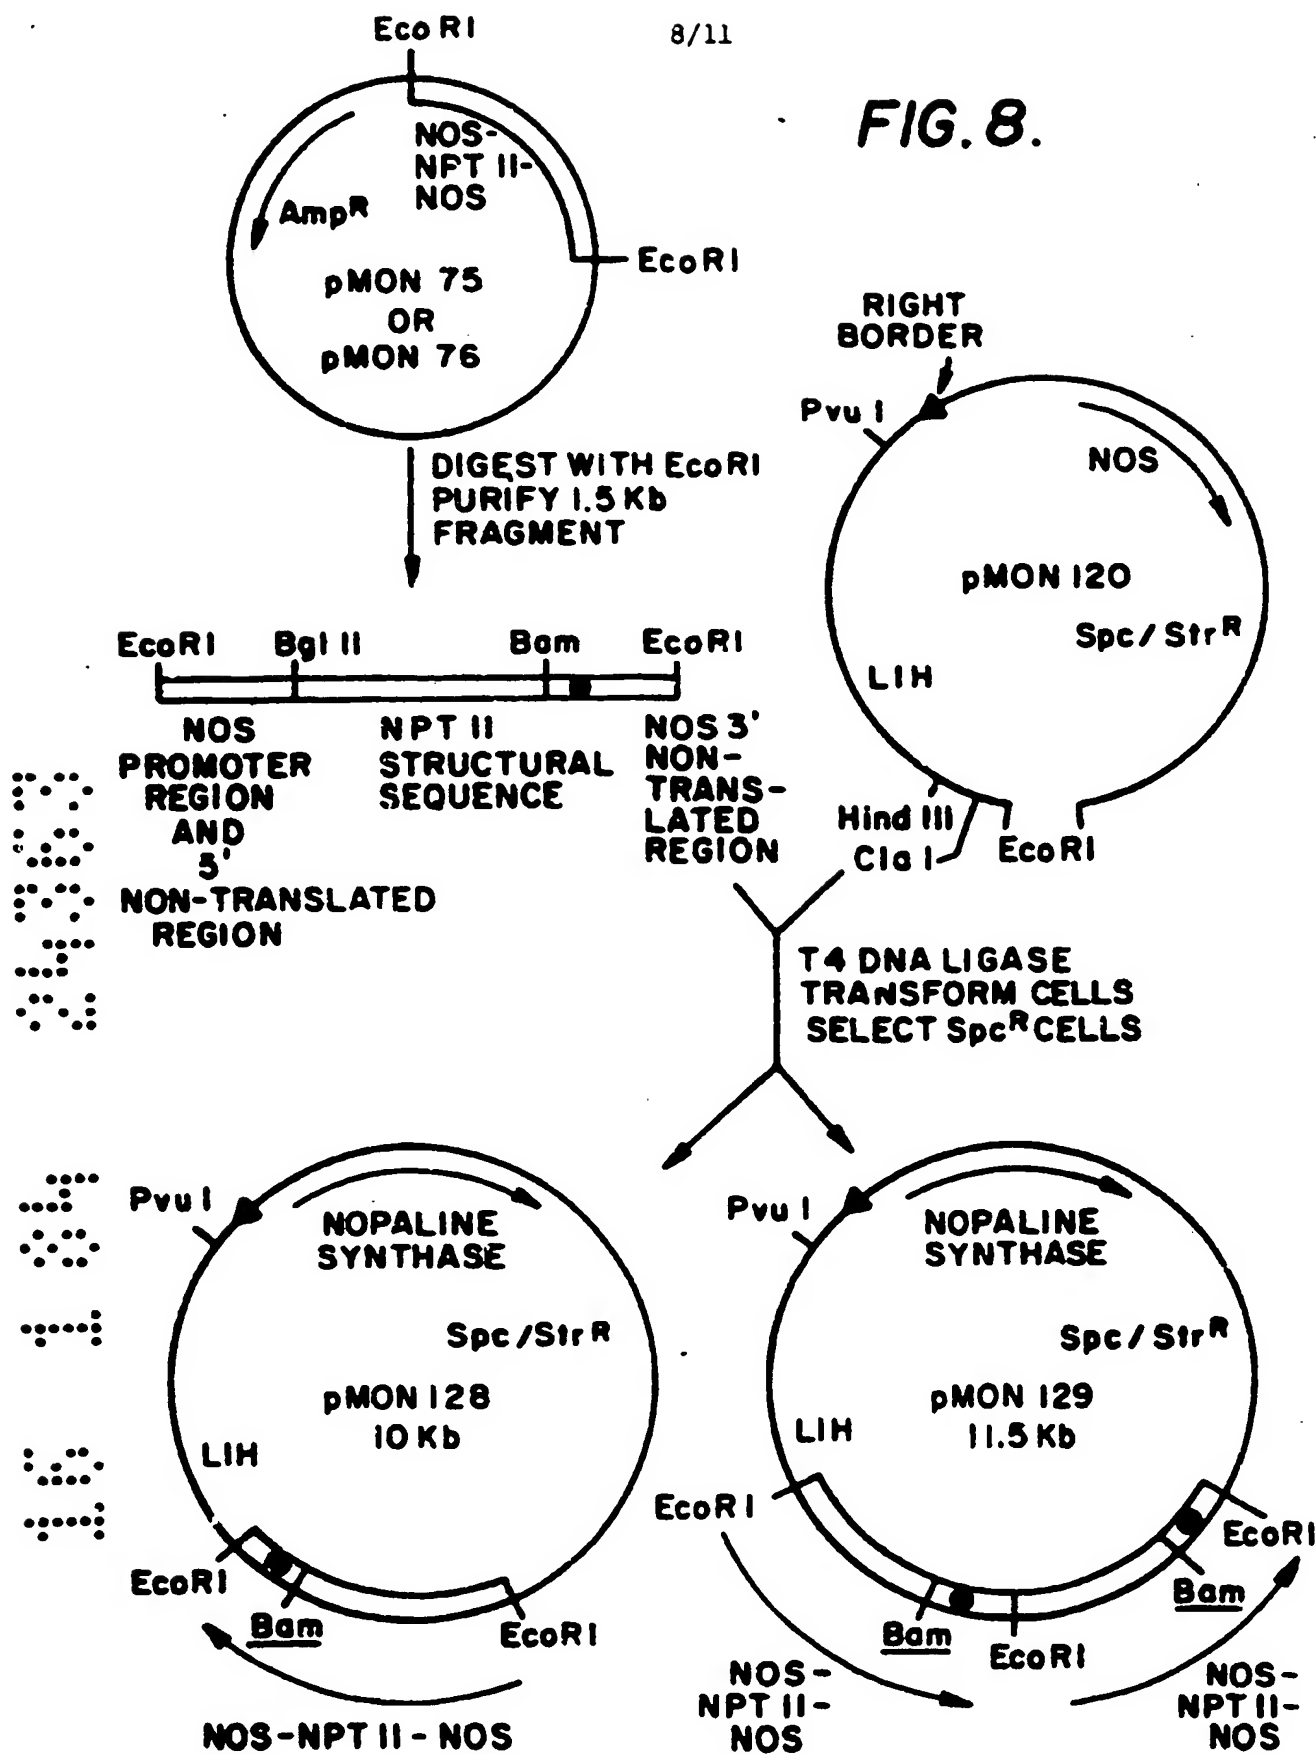 8/11
FIG. 8.
EcoRI
NOS-
NPT II-
NOS
AmpR
EcoRI
pMON 75
OR
pMON 76
DIGEST WITH EcoRI
PURIFY 1.5 Kb
FRAGMENT
RIGHT
BORDER
Pvu I
NOS
pMON 120
Spc/StrR
LIH
Hind III
Cla I
EcoRI
EcoRI
Bgl II
Bam
EcoRI
NOS
PROMOTER
REGION
AND
5'
NON-TRANSLATED
REGION
NPT II
STRUCTURAL
SEQUENCE
NOS 3'
NON-
TRANS-
LATED
REGION
T4 DNA LIGASE
TRANSFORM CELLS
SELECT SpcR CELLS
Pvu I
NOPALINE
SYNTHASE
Spc/StrR
pMON 128
10 Kb
LIH
EcoRI
Bam
EcoRI
NOS-NPT II-NOS
Pvu I
NOPALINE
SYNTHASE
Spc/StrR
pMON 129
11.5 Kb
LIH
EcoRI
Bam
EcoRI
Bam
EcoRI
NOS-
NPT II-
NOS
NOS-
NPT II-
NOS